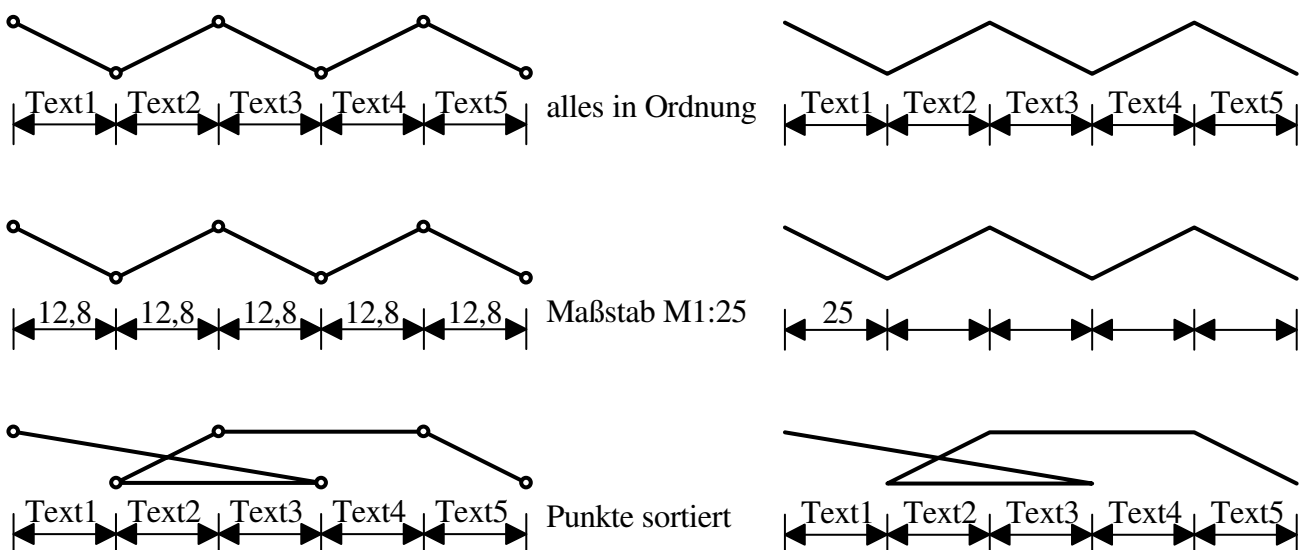 Text1 Text2 Text3 Text4 Text5 alles in Ordnung Text1 Text2 Text3 Text4 Text5
12,8 12,8 12,8 12,8 12,8 Maßstab M1:25 25
Text1 Text2 Text3 Text4 Text5 Punkte sortiert Text1 Text2 Text3 Text4 Text5